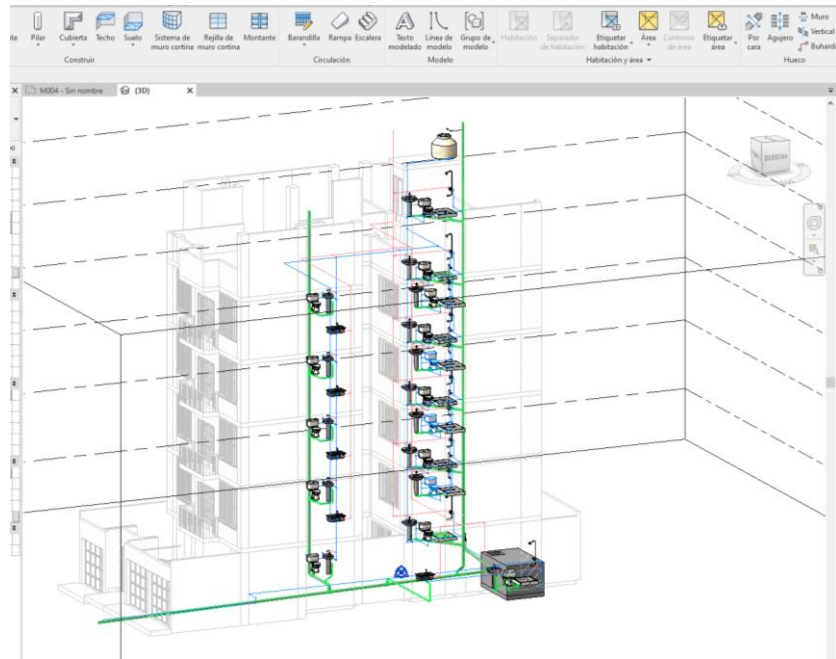 Pilar Cubierta Techo Suelo Sistema de muro cortina Rejilla de muro cortina Montante Barandilla Rampa Escalera Texto modelado Línea de modelo Grupo de modelo Habitación Separador de habitación Etiquetar habitación Área Contorno de área Etiquetar área Por cara Agujero Muro
Vertical
Construir Circulación Modelo Habitación y área Hueco
M004 - Sin nombre (3D)
DERECHA